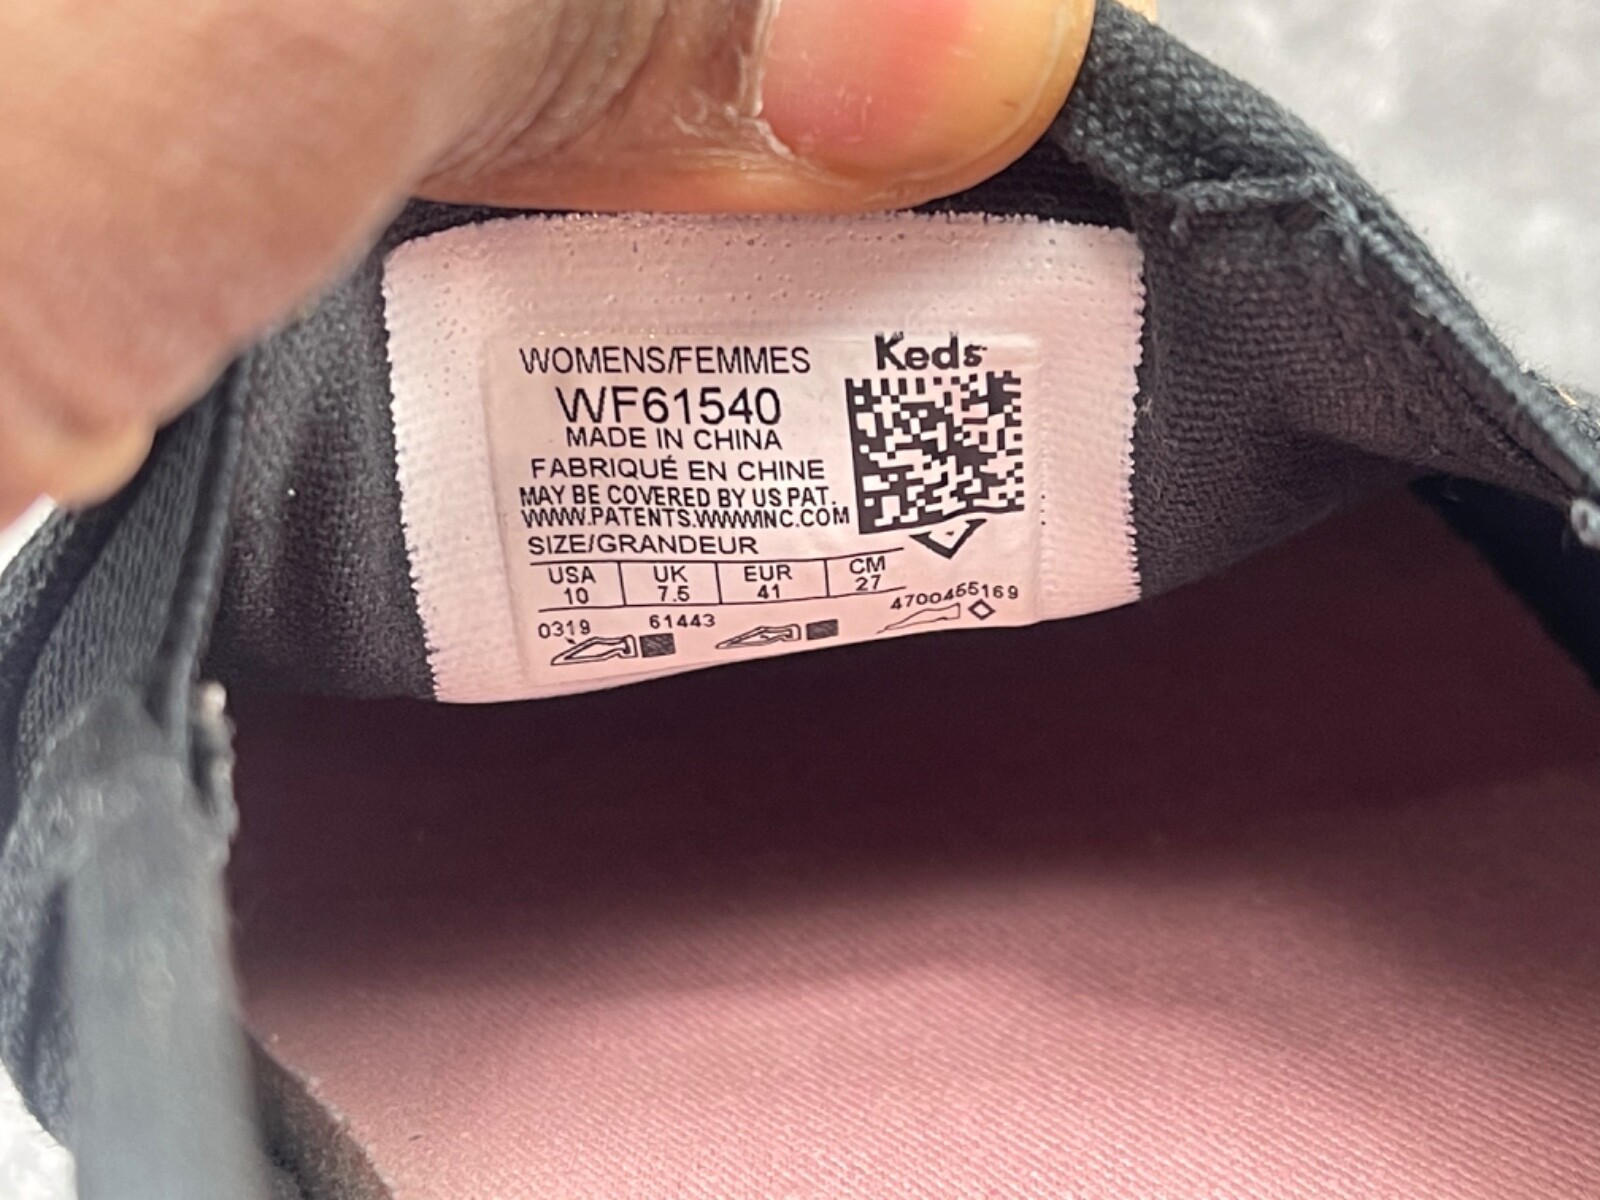 WOMENS/FEMMES
Keds
WF61540
MADE IN CHINA
FABRIQUÉ EN CHINE
MAY BE COVERED BY US PAT.
WWW.PATENTS.WWWINC.COM
SIZE/GRANDEUR
USA UK EUR CM
10 7.5 41 27
0319 61443 4700465169